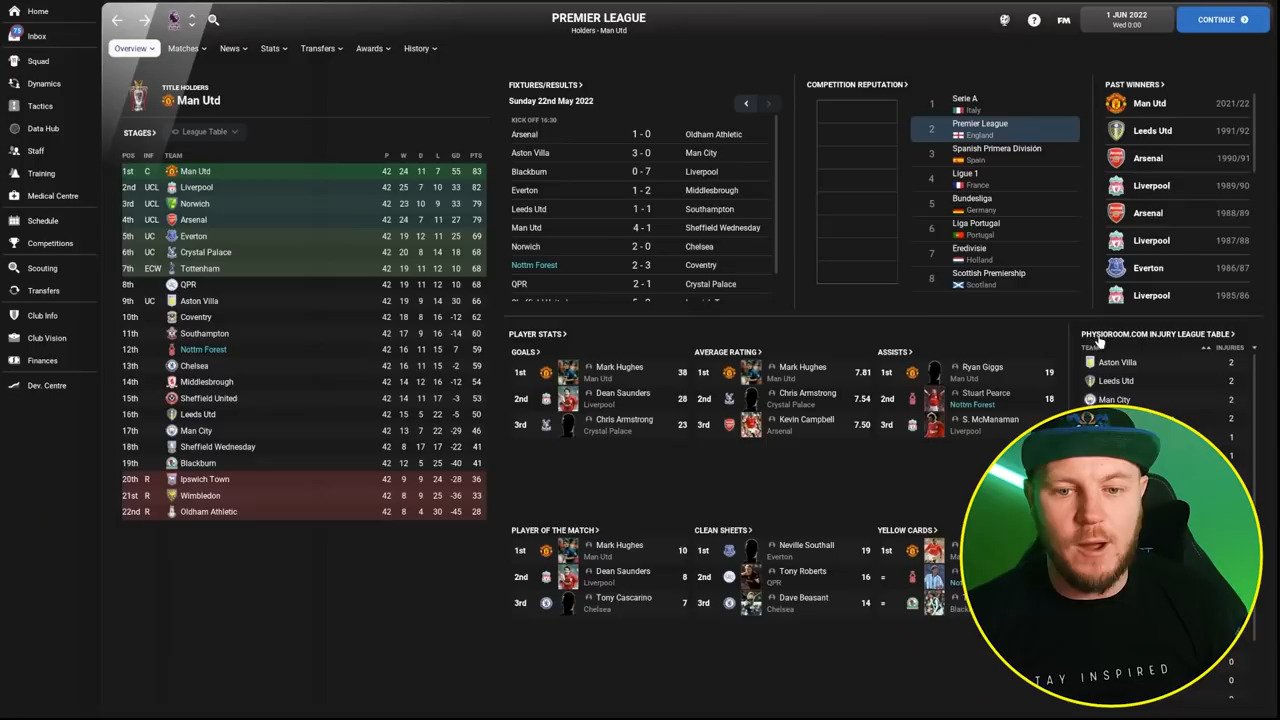 Home
Inbox
75
Squad
Dynamics
Tactics
Data Hub
Staff
Training
Medical Centre
Schedule
Competitions
Scouting
Transfers
Club Info
Club Vision
Finances
Dev. Centre
PREMIER LEAGUE
Holders - Man Utd
FM
1 JUN 2022
Wed 0:00
CONTINUE
Overview
Matches
News
Stats
Transfers
Awards
History
TITLE HOLDERS
Man Utd
STAGES
League Table
POS INF TEAM P W D L GD PTS
1st C Man Utd 42 24 11 7 55 83
2nd UCL Liverpool 42 25 7 10 33 82
3rd UCL Norwich 42 23 10 9 33 79
4th UCL Arsenal 42 24 7 11 27 79
5th UC Everton 42 19 12 11 25 69
6th UC Crystal Palace 42 20 8 14 18 68
7th ECW Tottenham 42 19 11 12 10 68
8th QPR 42 19 11 12 10 68
9th UC Aston Villa 42 19 9 14 30 66
10th Coventry 42 18 8 16 -12 62
11th Southampton 42 17 9 16 -14 60
12th Nottm Forest 42 16 11 15 7 59
13th Chelsea 42 16 11 15 -2 59
14th Middlesbrough 42 14 12 16 -12 54
15th Sheffield United 42 14 11 17 -3 53
16th Leeds Utd 42 15 5 22 -5 50
17th Man City 42 13 7 22 -29 46
18th Sheffield Wednesday 42 8 17 17 -22 41
19th Blackburn 42 12 5 25 -40 41
20th R Ipswich Town 42 9 9 24 -28 36
21st R Wimbledon 42 8 9 25 -36 33
22nd R Oldham Athletic 42 8 4 30 -45 28
FIXTURES/RESULTS
Sunday 22nd May 2022
KICK OFF 16:30
Arsenal 1 - 0 Oldham Athletic
Aston Villa 3 - 0 Man City
Blackburn 0 - 7 Liverpool
Everton 1 - 2 Middlesbrough
Leeds Utd 1 - 1 Southampton
Man Utd 4 - 1 Sheffield Wednesday
Norwich 2 - 0 Chelsea
Nottm Forest 2 - 3 Coventry
QPR 2 - 1 Crystal Palace
COMPETITION REPUTATION
1 Serie A
Italy
2 Premier League
England
3 Spanish Primera División
Spain
4 Ligue 1
France
5 Bundesliga
Germany
6 Liga Portugal
Portugal
7 Eredivisie
Holland
8 Scottish Premiership
Scotland
PAST WINNERS
Man Utd 2021/22
Leeds Utd 1991/92
Arsenal 1990/91
Liverpool 1989/90
Arsenal 1988/89
Liverpool 1987/88
Everton 1986/87
Liverpool 1985/86
PLAYER STATS
GOALS
1st Mark Hughes 38
Man Utd
2nd Dean Saunders 28
Liverpool
3rd Chris Armstrong 23
Crystal Palace
AVERAGE RATING
1st Mark Hughes 7.81
Man Utd
2nd Chris Armstrong 7.54
Crystal Palace
3rd Kevin Campbell 7.50
Arsenal
ASSISTS
1st Ryan Giggs 19
Man Utd
2nd Stuart Pearce 18
Nottm Forest
3rd S. McManaman
Liverpool
PHYSIOROOM.COM INJURY LEAGUE TABLE
TEAM INJURIES
Aston Villa 2
Leeds Utd 2
Man City 2
2
1
1
PLAYER OF THE MATCH
1st Mark Hughes 10
Man Utd
2nd Dean Saunders 8
Liverpool
3rd Tony Cascarino 7
Chelsea
CLEAN SHEETS
1st Neville Southall 19
Everton
2nd Tony Roberts 16
QPR
3rd Dave Beasant 14
Chelsea
YELLOW CARDS
1st
=
=
0
0
TAY INSPIRED